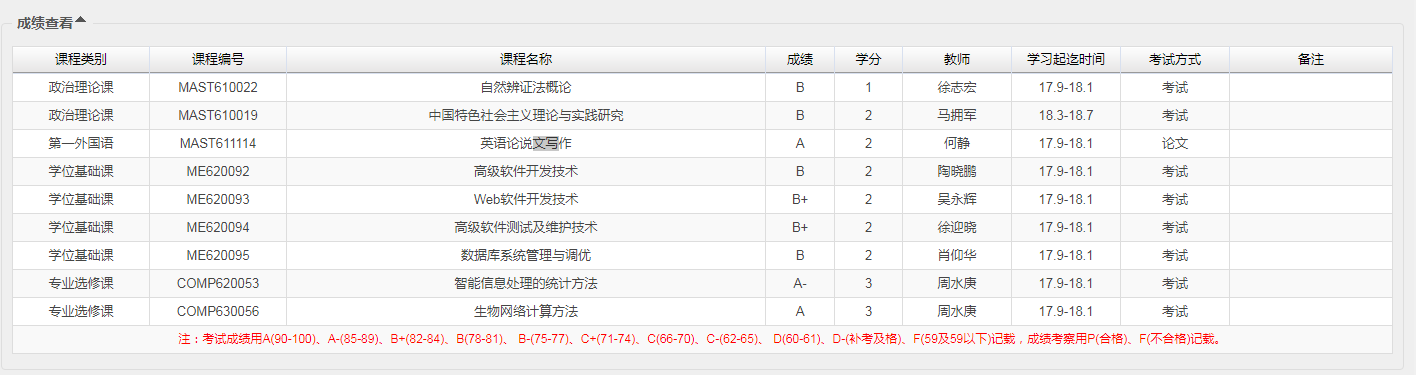 成绩查看
课程类别 课程编号 课程名称 成绩 学分 教师 学习起迄时间 考试方式 备注
政治理论课 MAST610022 自然辨证法概论 B 1 徐志宏 17.9-18.1 考试
政治理论课 MAST610019 中国特色社会主义理论与实践研究 B 2 马拥军 18.3-18.7 考试
第一外国语 MAST611114 英语论说文写作 A 2 何静 17.9-18.1 论文
学位基础课 ME620092 高级软件开发技术 B 2 陶晓鹏 17.9-18.1 考试
学位基础课 ME620093 Web软件开发技术 B+ 2 吴永辉 17.9-18.1 考试
学位基础课 ME620094 高级软件测试及维护技术 B+ 2 徐迎晓 17.9-18.1 考试
学位基础课 ME620095 数据库系统管理与调优 B 2 肖仰华 17.9-18.1 考试
专业选修课 COMP620053 智能信息处理的统计方法 A- 3 周水庚 17.9-18.1 考试
专业选修课 COMP630056 生物网络计算方法 A 3 周水庚 17.9-18.1 考试
注：考试成绩用A(90-100)、A-(85-89)、B+(82-84)、B(78-81)、 B-(75-77)、C+(71-74)、C(66-70)、C-(62-65)、 D(60-61)、D-(补考及格)、F(59及59以下)记载，成绩考察用P(合格)、F(不合格)记载。